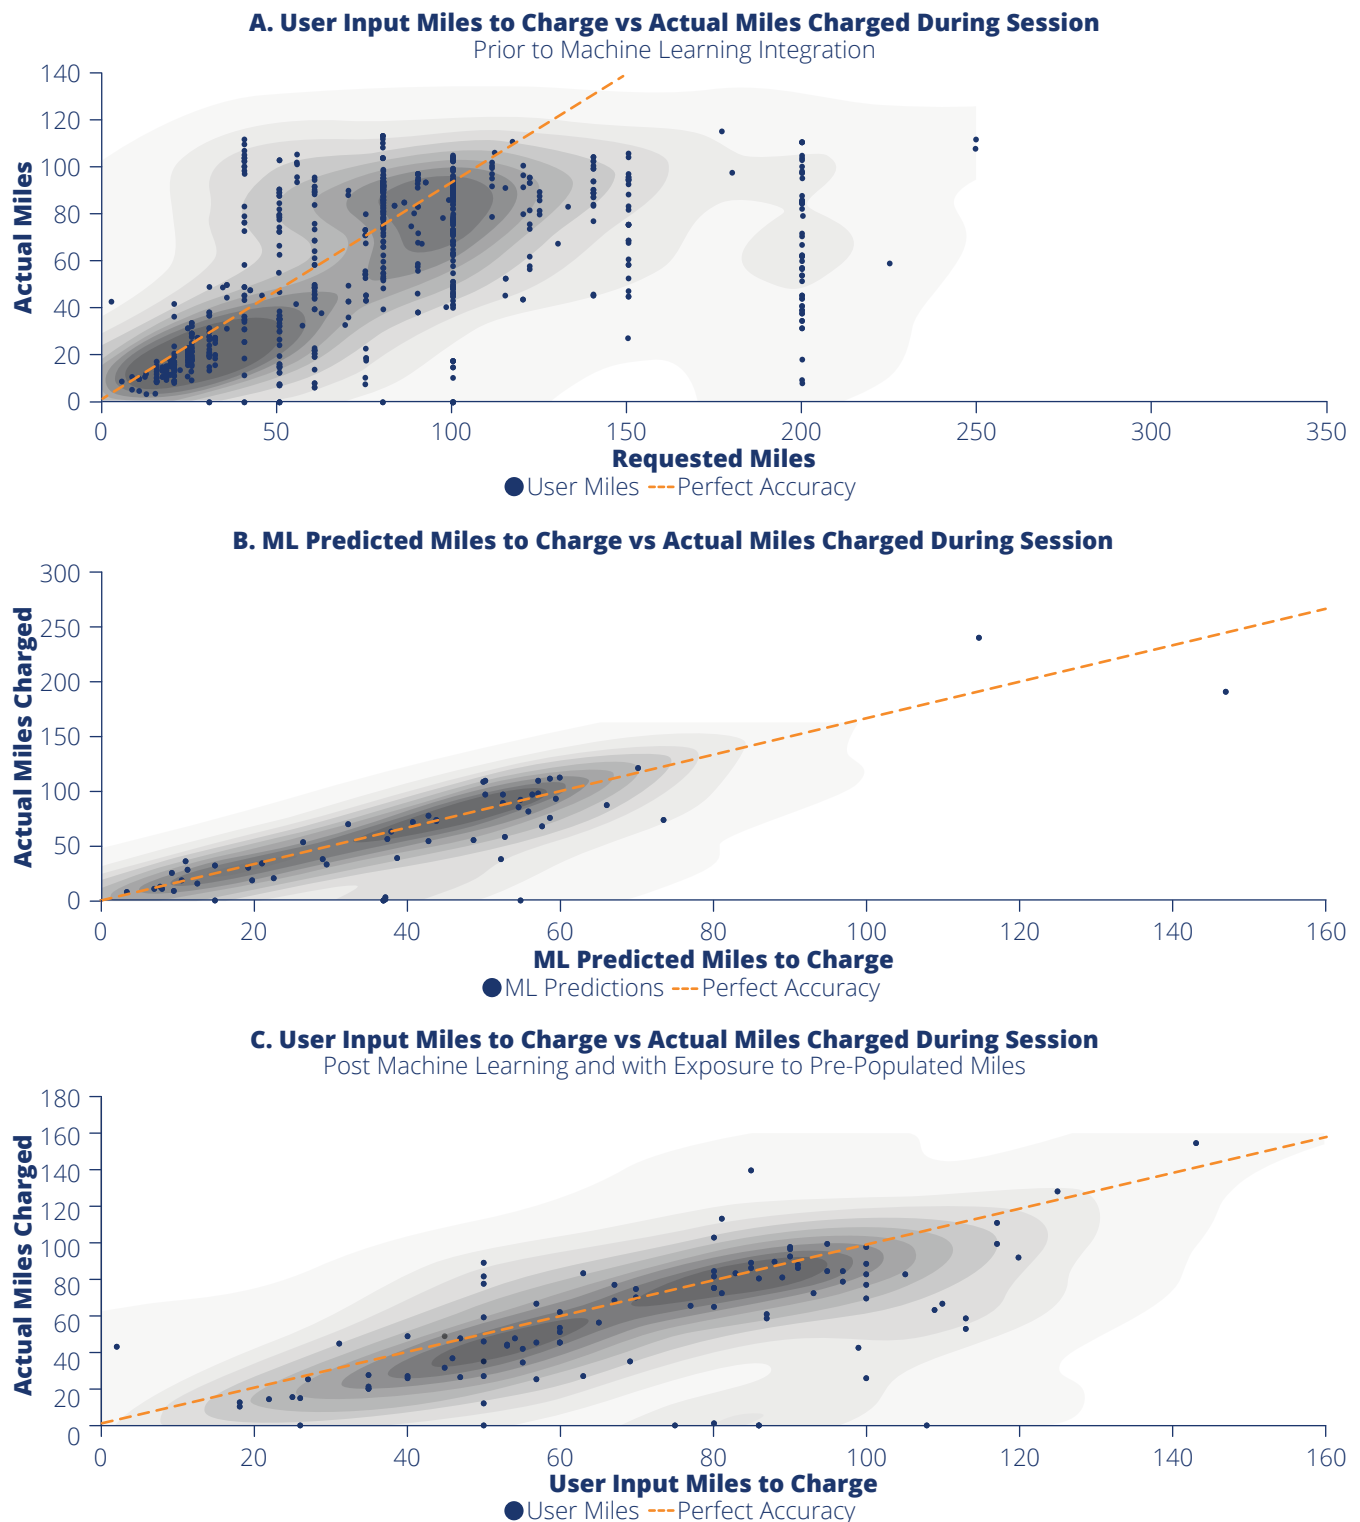 A. User Input Miles to Charge vs Actual Miles Charged During Session
Prior to Machine Learning Integration
Actual Miles
140
120
100
80
60
40
20
0
0 50 100 150 200 250 300 350
Requested Miles
User Miles Perfect Accuracy
B. ML Predicted Miles to Charge vs Actual Miles Charged During Session
Actual Miles Charged
300
250
200
150
100
50
0
0 20 40 60 80 100 120 140 160
ML Predicted Miles to Charge
ML Predictions Perfect Accuracy
C. User Input Miles to Charge vs Actual Miles Charged During Session
Post Machine Learning and with Exposure to Pre-Populated Miles
Actual Miles Charged
180
160
140
120
100
80
60
40
20
0
0 20 40 60 80 100 120 140 160
User Input Miles to Charge
User Miles Perfect Accuracy